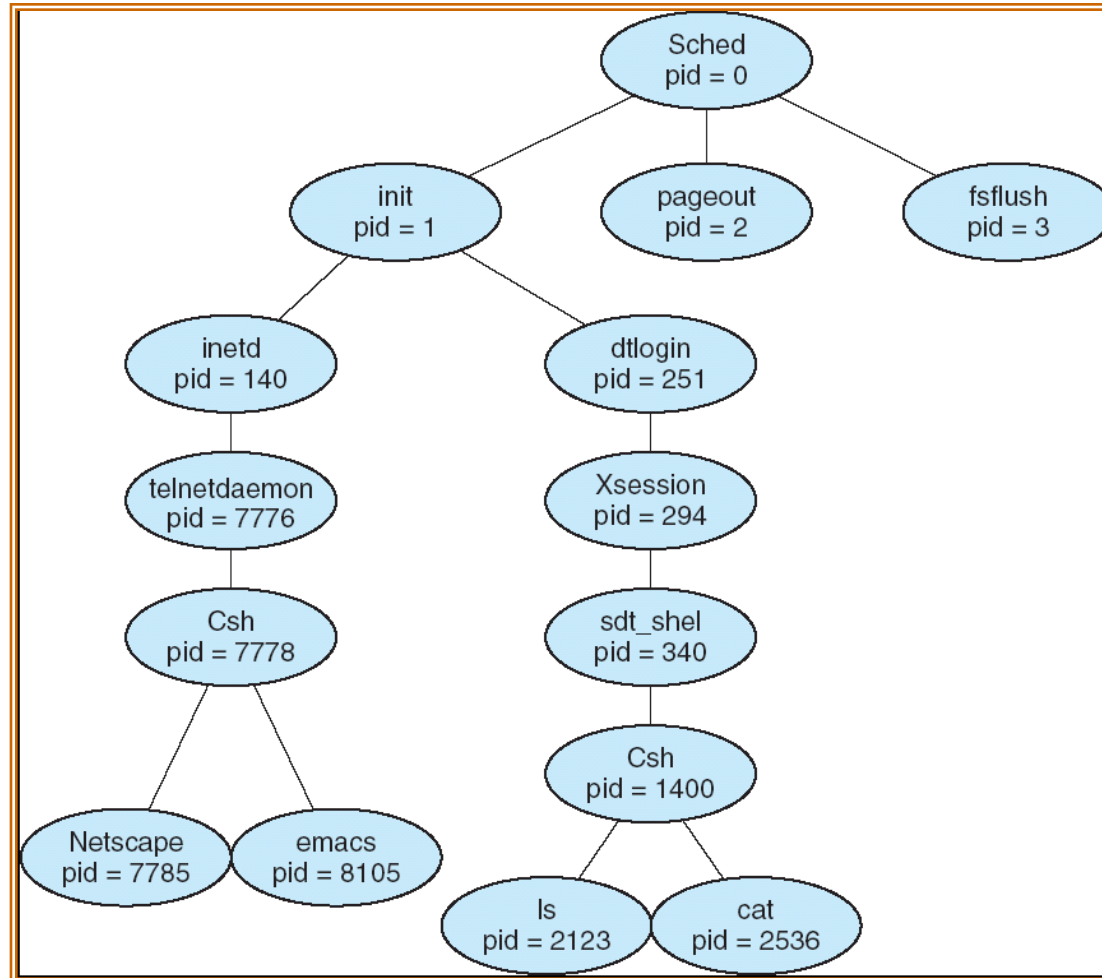 Sched
pid = 0
init
pid = 1
pageout
pid = 2
fsflush
pid = 3
inetd
pid = 140
dtlogin
pid = 251
telnetdaemon
pid = 7776
Xsession
pid = 294
Csh
pid = 7778
sdt_shel
pid = 340
Csh
pid = 1400
Netscape
pid = 7785
emacs
pid = 8105
ls
pid = 2123
cat
pid = 2536